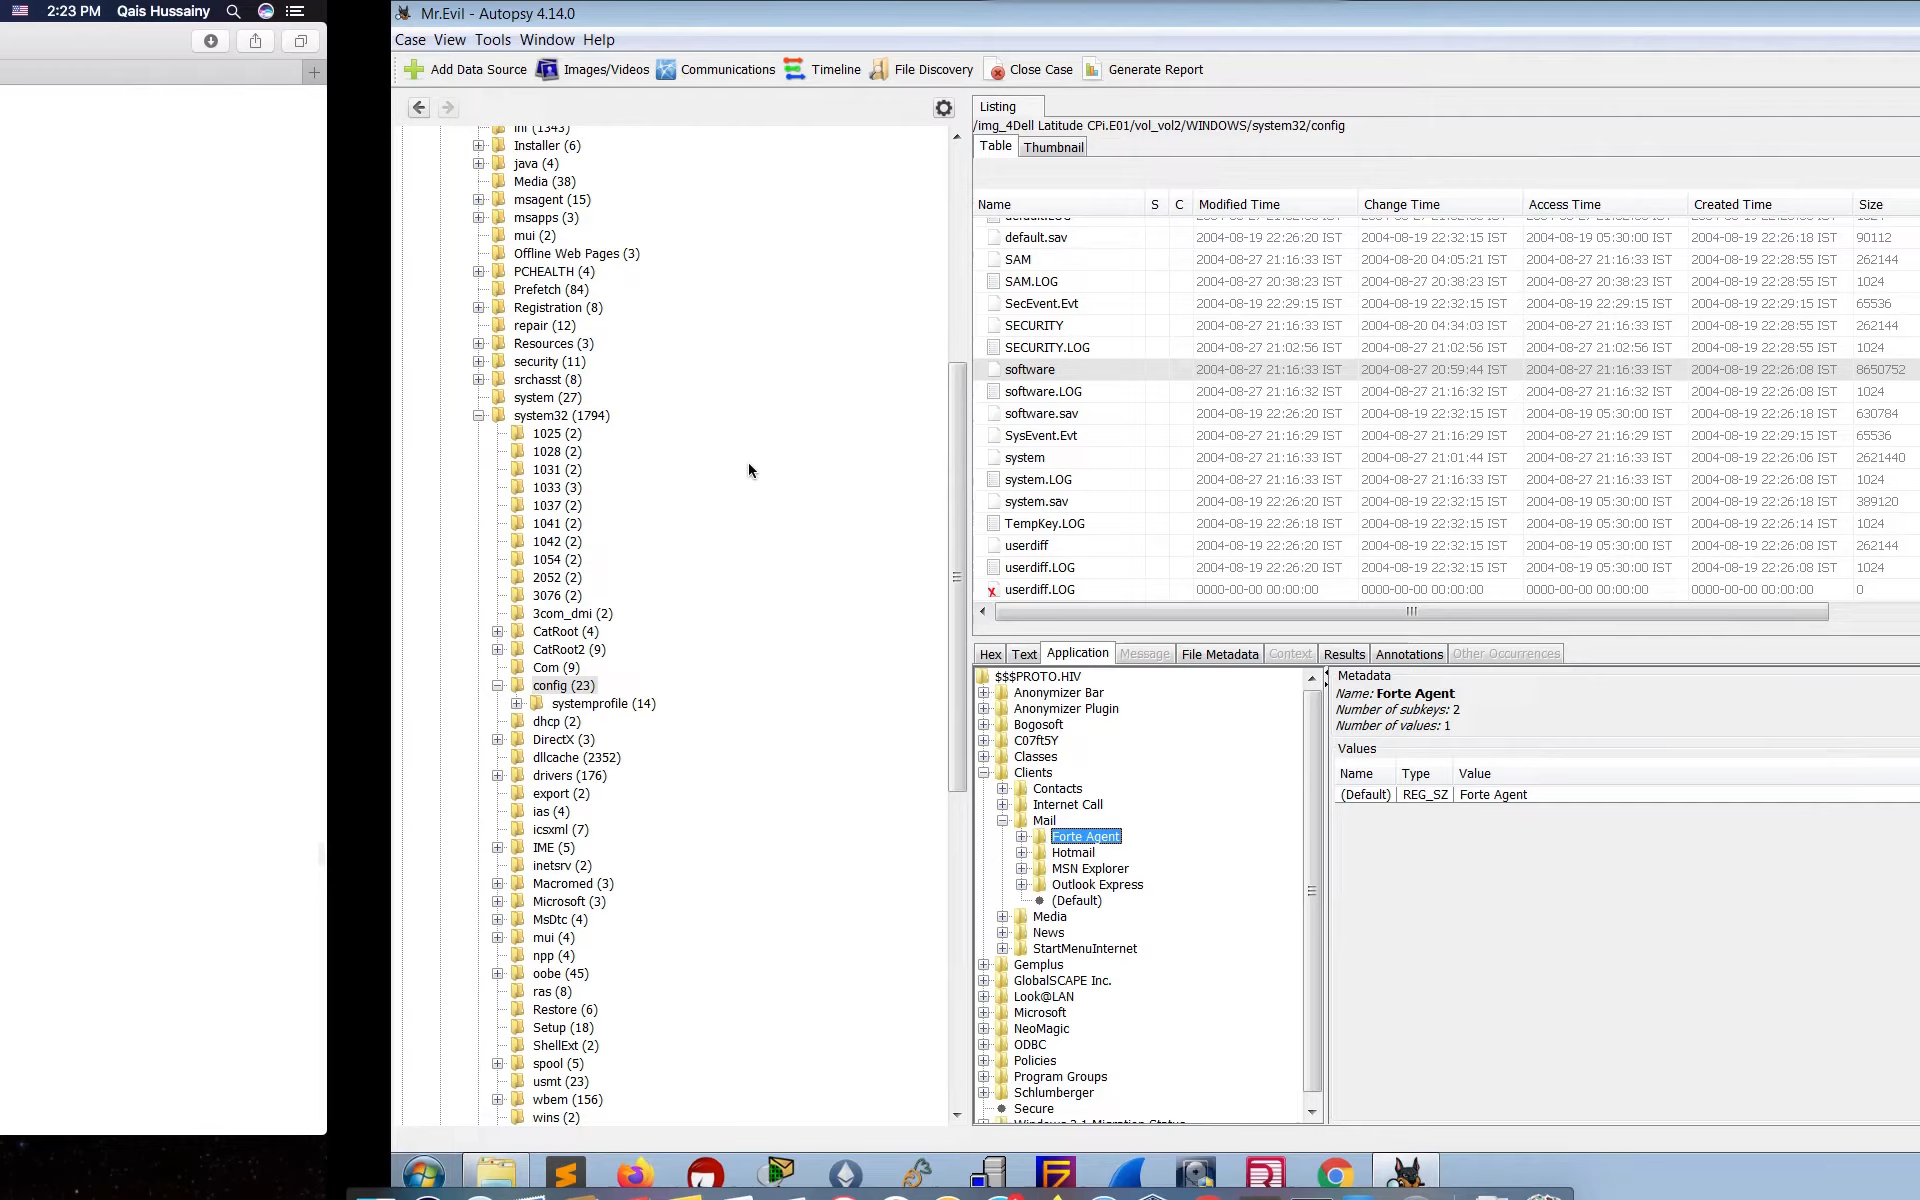 2:23 PM Qais Hussainy
Mr.Evil - Autopsy 4.14.0
Case View Tools Window Help
Add Data Source Images/Videos Communications Timeline File Discovery Close Case Generate Report
inf (1343)
Installer (6)
java (4)
Media (38)
msagent (15)
msapps (3)
mui (2)
Offline Web Pages (3)
PCHEALTH (4)
Prefetch (84)
Registration (8)
repair (12)
Resources (3)
security (11)
srchasst (8)
system (27)
system32 (1794)
1025 (2)
1028 (2)
1031 (2)
1033 (3)
1037 (2)
1041 (2)
1042 (2)
1054 (2)
2052 (2)
3076 (2)
3com_dmi (2)
CatRoot (4)
CatRoot2 (9)
Com (9)
config (23)
systemprofile (14)
dhcp (2)
DirectX (3)
dllcache (2352)
drivers (176)
export (2)
ias (4)
icsxml (7)
IME (5)
inetsrv (2)
Macromed (3)
Microsoft (3)
MsDtc (4)
mui (4)
npp (4)
oobe (45)
ras (8)
Restore (6)
Setup (18)
ShellExt (2)
spool (5)
usmt (23)
wbem (156)
wins (2)
Listing
/img_4Dell Latitude CPi.E01/vol_vol2/WINDOWS/system32/config
Table Thumbnail
Name S C Modified Time Change Time Access Time Created Time Size
default.sav 2004-08-19 22:26:20 IST 2004-08-19 22:32:15 IST 2004-08-19 05:30:00 IST 2004-08-19 22:26:18 IST 90112
SAM 2004-08-27 21:16:33 IST 2004-08-20 04:05:21 IST 2004-08-27 21:16:33 IST 2004-08-19 22:28:55 IST 262144
SAM.LOG 2004-08-27 20:38:23 IST 2004-08-27 20:38:23 IST 2004-08-27 20:38:23 IST 2004-08-19 22:28:55 IST 1024
SecEvent.Evt 2004-08-19 22:29:15 IST 2004-08-19 22:32:15 IST 2004-08-19 22:29:15 IST 2004-08-19 22:29:15 IST 65536
SECURITY 2004-08-27 21:16:33 IST 2004-08-20 04:34:03 IST 2004-08-27 21:16:33 IST 2004-08-19 22:28:55 IST 262144
SECURITY.LOG 2004-08-27 21:02:56 IST 2004-08-27 21:02:56 IST 2004-08-27 21:02:56 IST 2004-08-19 22:28:55 IST 1024
software 2004-08-27 21:16:33 IST 2004-08-27 20:59:44 IST 2004-08-27 21:16:33 IST 2004-08-19 22:26:08 IST 8650752
software.LOG 2004-08-27 21:16:32 IST 2004-08-27 21:16:32 IST 2004-08-27 21:16:32 IST 2004-08-19 22:26:08 IST 1024
software.sav 2004-08-19 22:26:20 IST 2004-08-19 22:32:15 IST 2004-08-19 05:30:00 IST 2004-08-19 22:26:18 IST 630784
SysEvent.Evt 2004-08-27 21:16:29 IST 2004-08-27 21:16:29 IST 2004-08-27 21:16:29 IST 2004-08-19 22:29:15 IST 65536
system 2004-08-27 21:16:33 IST 2004-08-27 21:01:44 IST 2004-08-27 21:16:33 IST 2004-08-19 22:26:06 IST 2621440
system.LOG 2004-08-27 21:16:33 IST 2004-08-27 21:16:33 IST 2004-08-27 21:16:33 IST 2004-08-19 22:26:08 IST 1024
system.sav 2004-08-19 22:26:20 IST 2004-08-19 22:32:15 IST 2004-08-19 05:30:00 IST 2004-08-19 22:26:18 IST 389120
TempKey.LOG 2004-08-19 22:26:18 IST 2004-08-19 22:32:15 IST 2004-08-19 05:30:00 IST 2004-08-19 22:26:14 IST 1024
userdiff 2004-08-19 22:26:20 IST 2004-08-19 22:32:15 IST 2004-08-19 05:30:00 IST 2004-08-19 22:26:08 IST 262144
userdiff.LOG 2004-08-19 22:26:20 IST 2004-08-19 22:32:15 IST 2004-08-19 05:30:00 IST 2004-08-19 22:26:08 IST 1024
userdiff.LOG 0000-00-00 00:00:00 0000-00-00 00:00:00 0000-00-00 00:00:00 0000-00-00 00:00:00 0
Hex Text Application Message File Metadata Context Results Annotations Other Occurrences
$$$PROTO.HIV
Anonymizer Bar
Anonymizer Plugin
Bogosoft
C07ft5Y
Classes
Clients
Contacts
Internet Call
Mail
Forte Agent
Hotmail
MSN Explorer
Outlook Express
(Default)
Media
News
StartMenuInternet
Gemplus
GlobalSCAPE Inc.
Look@LAN
Microsoft
NeoMagic
ODBC
Policies
Program Groups
Schlumberger
Secure
Metadata
Name: Forte Agent
Number of subkeys: 2
Number of values: 1
Values
Name Type Value
(Default) REG_SZ Forte Agent